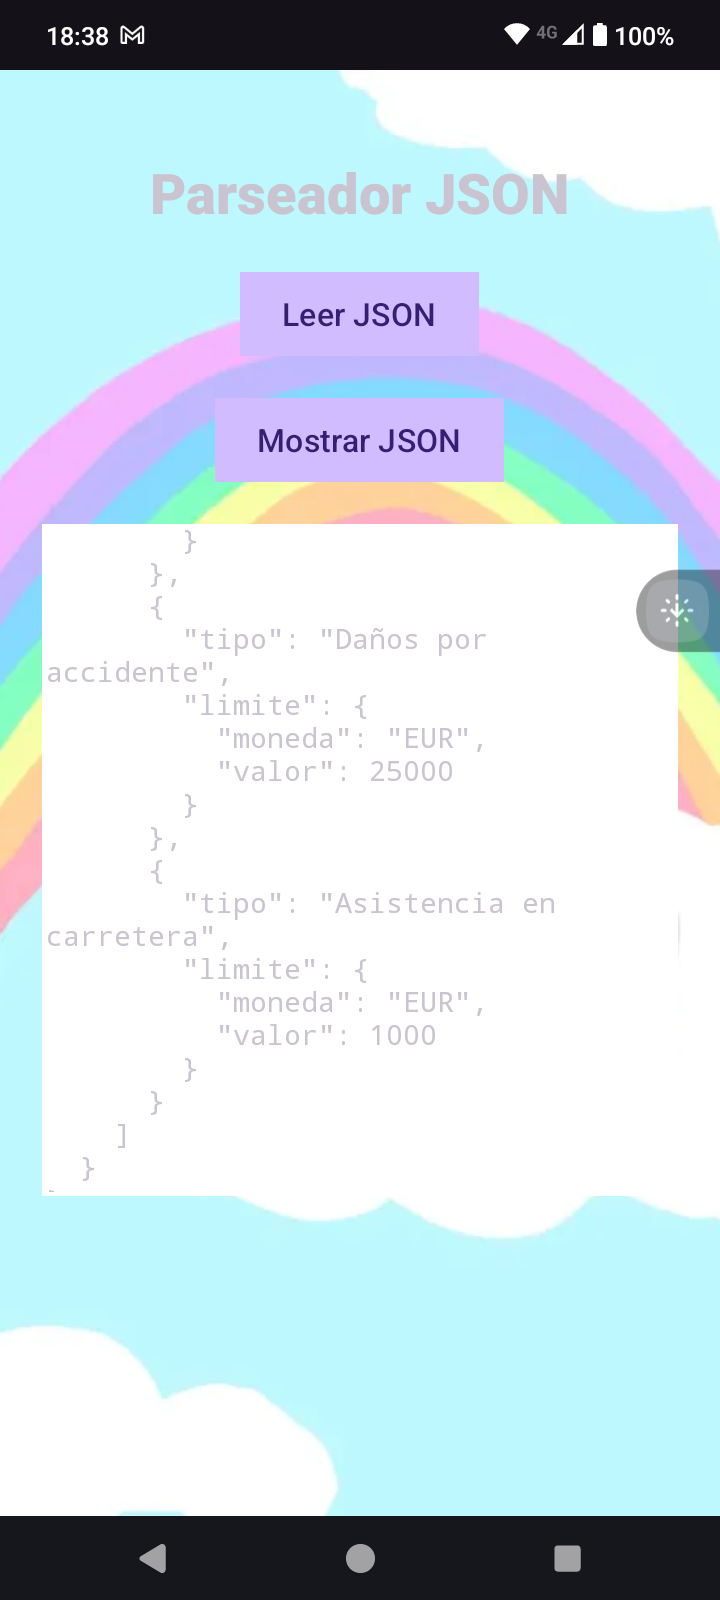 18:38
4G
100%
Parseador JSON
Leer JSON
Mostrar JSON
        }
      },
      {
        "tipo": "Daños por
accidente",
        "limite": {
          "moneda": "EUR",
          "valor": 25000
        }
      },
      {
        "tipo": "Asistencia en
carretera",
        "limite": {
          "moneda": "EUR",
          "valor": 1000
        }
      }
    ]
  }